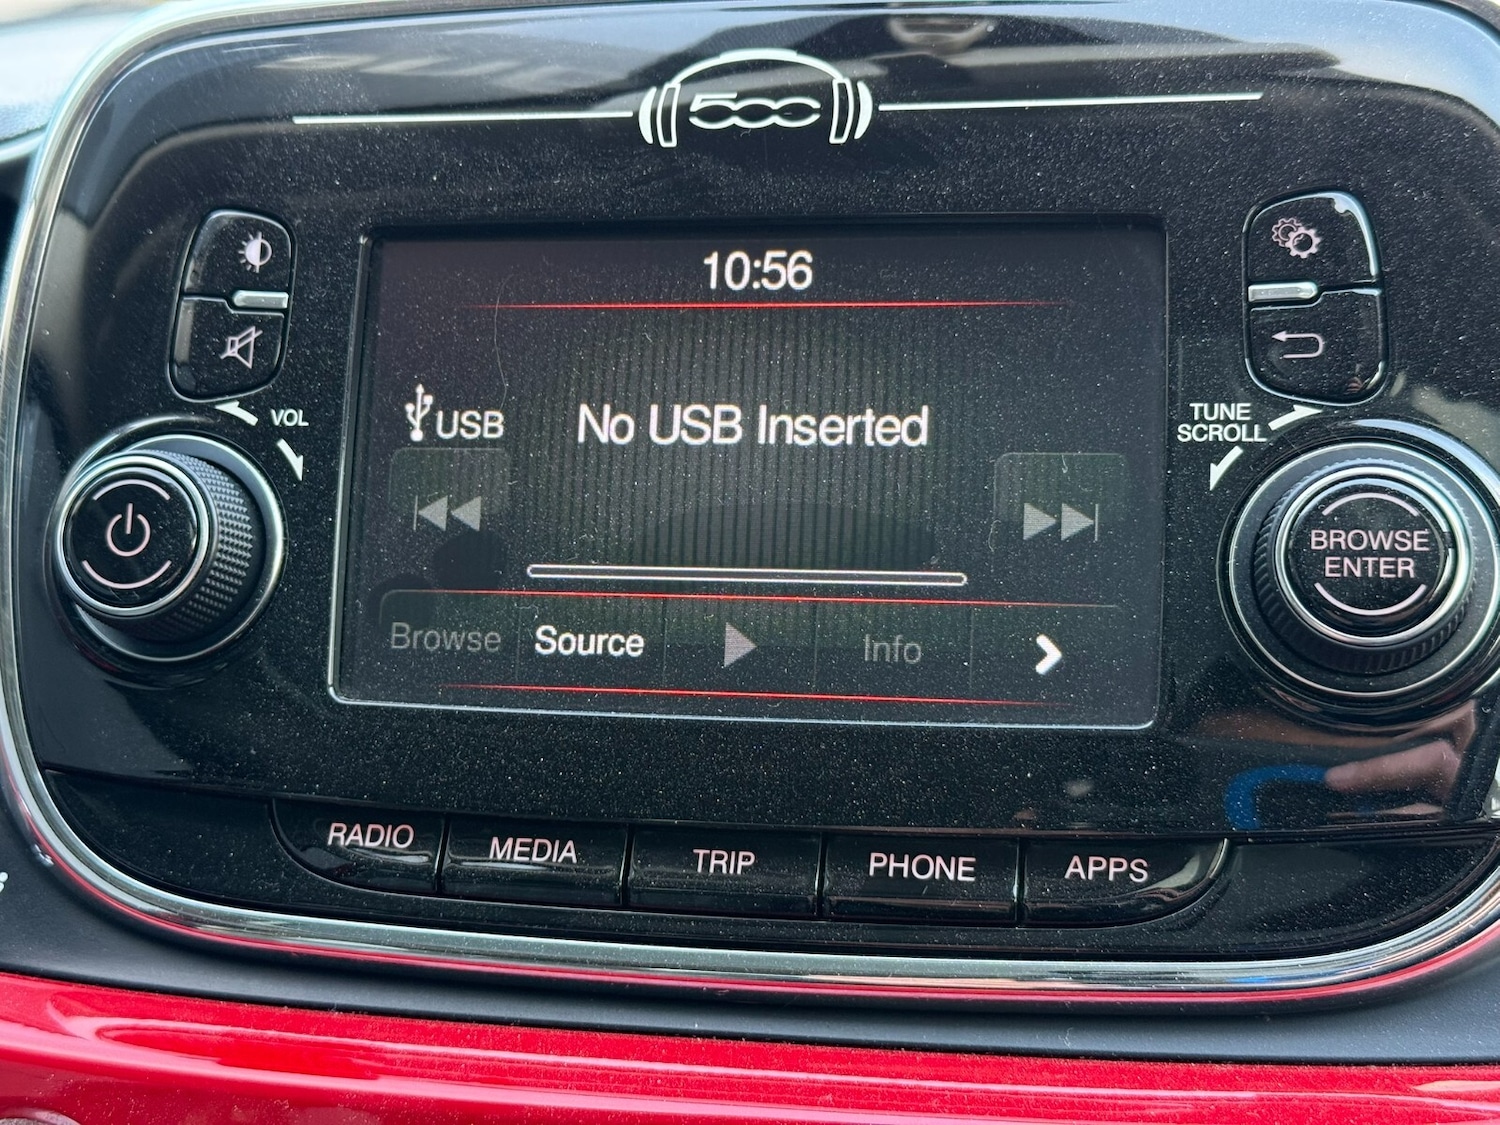 500
10:56
VOL
TUNE
SCROLL
USB
No USB Inserted
BROWSE
ENTER
Browse
Source
Info
RADIO
MEDIA
TRIP
PHONE
APPS